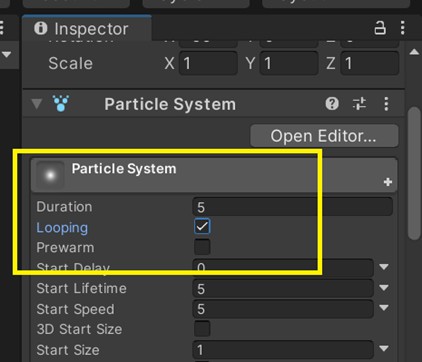 Inspector
Scale X 1 Y 1 Z 1
Particle System
Open Editor...
Particle System
Duration 5
Looping
Prewarm
Start Delay 0
Start Lifetime 5
Start Speed 5
3D Start Size
Start Size 1